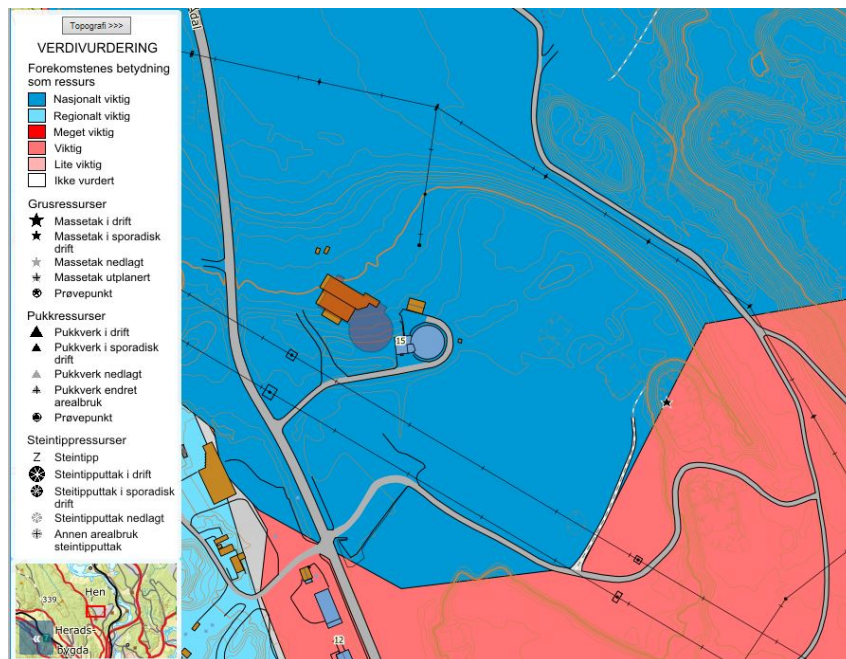 Topografi >>>
VERDIVURDERING
Forekomstenes betydning
som ressurs
Nasjonalt viktig
Regionalt viktig
Meget viktig
Viktig
Lite viktig
Ikke vurdert
Grusressurser
Massetak i drift
Massetak i sporadisk
drift
Massetak nedlagt
Massetak utplanert
Prøvepunkt
Pukkressurser
Pukkverk i drift
Pukkverk i sporadisk
drift
Pukkverk nedlagt
Pukkverk endret
arealbruk
Prøvepunkt
Steintippressurser
Z Steintipp
Steintipputtak i drift
Steitipputtak i sporadisk
drift
Steintipputtak nedlagt
Annen arealbruk
steintipputtak
Hen
339
Herads-
bygda
«
15
12